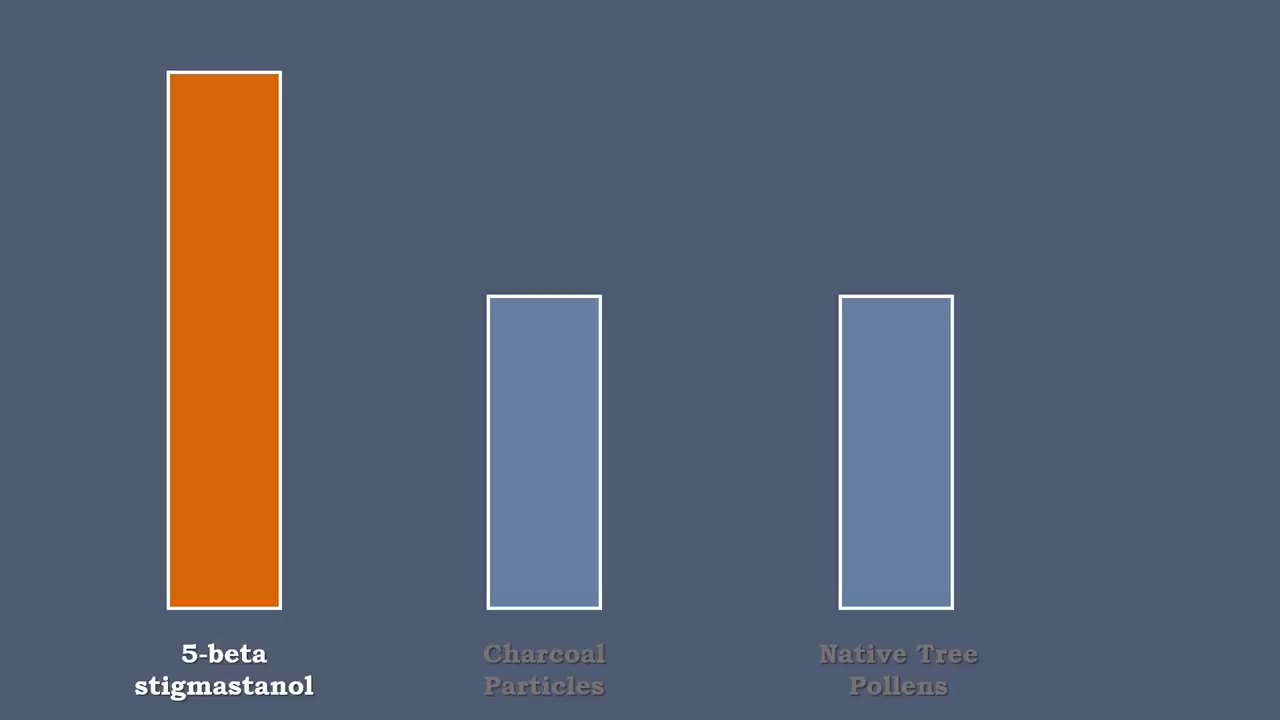 5-beta
stigmastanol
Charcoal
Particles
Native Tree
Pollens